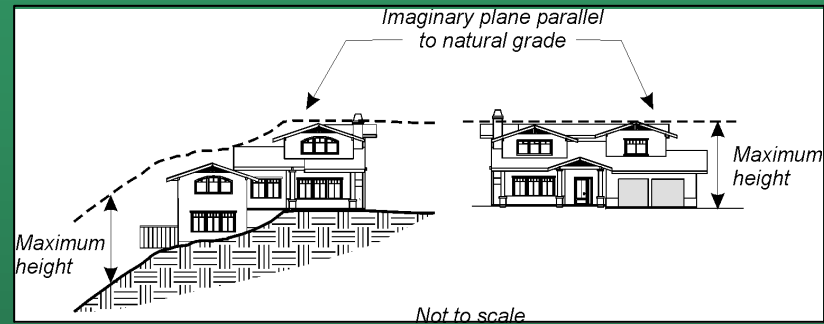 Imaginary plane parallel
to natural grade
Maximum
height
Maximum
height
Not to scale